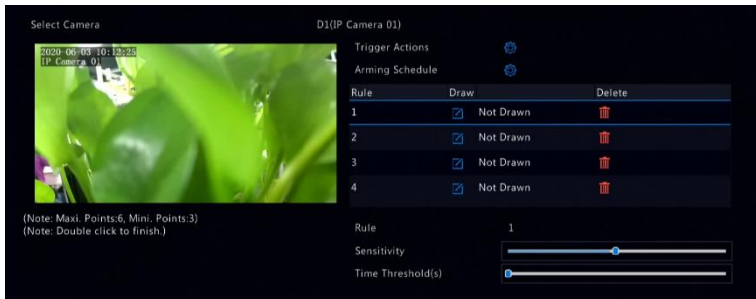 Select Camera
D1(IP Camera 01)
2020-06-03 10:12:25
IP Camera 01
Trigger Actions
Arming Schedule
Rule Draw Delete
1 Not Drawn
2 Not Drawn
3 Not Drawn
4 Not Drawn
(Note: Maxi. Points:6, Mini. Points:3)
(Note: Double click to finish.)
Rule 1
Sensitivity
Time Threshold(s)